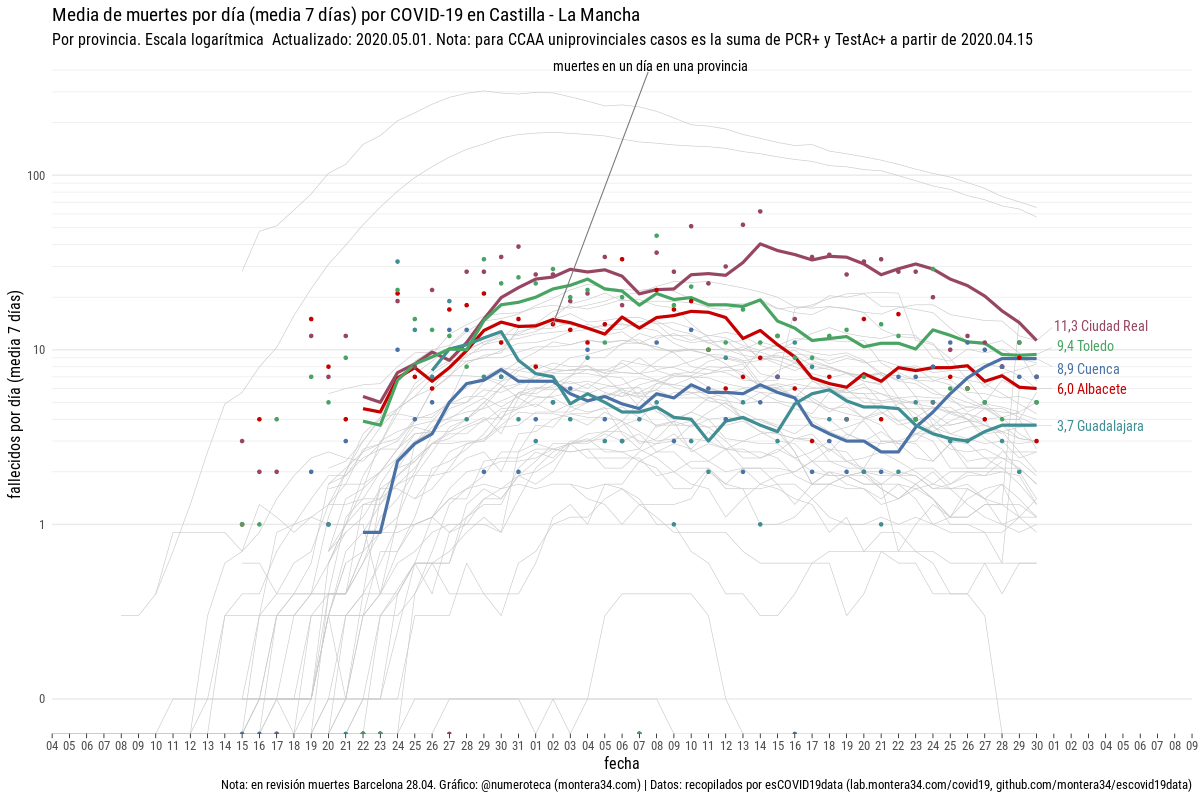 Media de muertes por día (media 7 días) por COVID-19 en Castilla - La Mancha
Por provincia. Escala logarítmica  Actualizado: 2020.05.01. Nota: para CCAA uniprovinciales casos es la suma de PCR+ y TestAc+ a partir de 2020.04.15
muertes en un día en una provincia
fallecidos por día (media  7 días)
100
10
1
0
11,3 Ciudad Real
9,4 Toledo
8,9 Cuenca
6,0 Albacete
3,7 Guadalajara
04 05 06 07 08 09 10 11 12 13 14 15 16 17 18 19 20 21 22 23 24 25 26 27 28 29 30 31 01 02 03 04 05 06 07 08 09 10 11 12 13 14 15 16 17 18 19 20 21 22 23 24 25 26 27 28 29 30 01 02 03 04 05 06 07 08 09
fecha
Nota: en revisión muertes Barcelona 28.04. Gráfico: @numeroteca (montera34.com) | Datos: recopilados por esCOVID19data (lab.montera34.com/covid19, github.com/montera34/escovid19data)